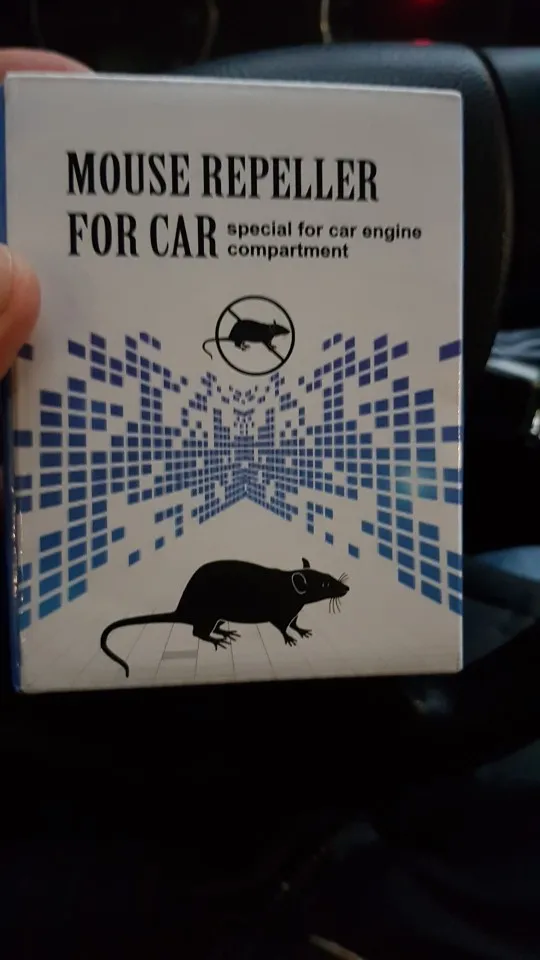 MOUSE REPELLER
FOR CAR special for car engine
compartment